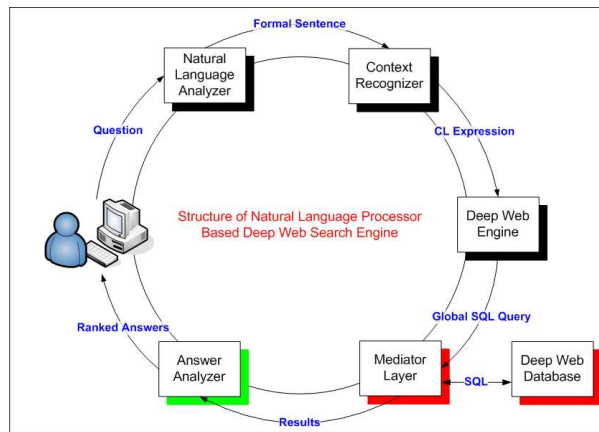 Formal Sentence
Natural
Language
Analyzer
Context
Recognizer
Question
CL Expression
Structure of Natural Language Processor
Based Deep Web Search Engine
Deep Web
Engine
Global SQL Query
Ranked Answers
Answer
Analyzer
Mediator
Layer
SQL
Deep Web
Database
Results